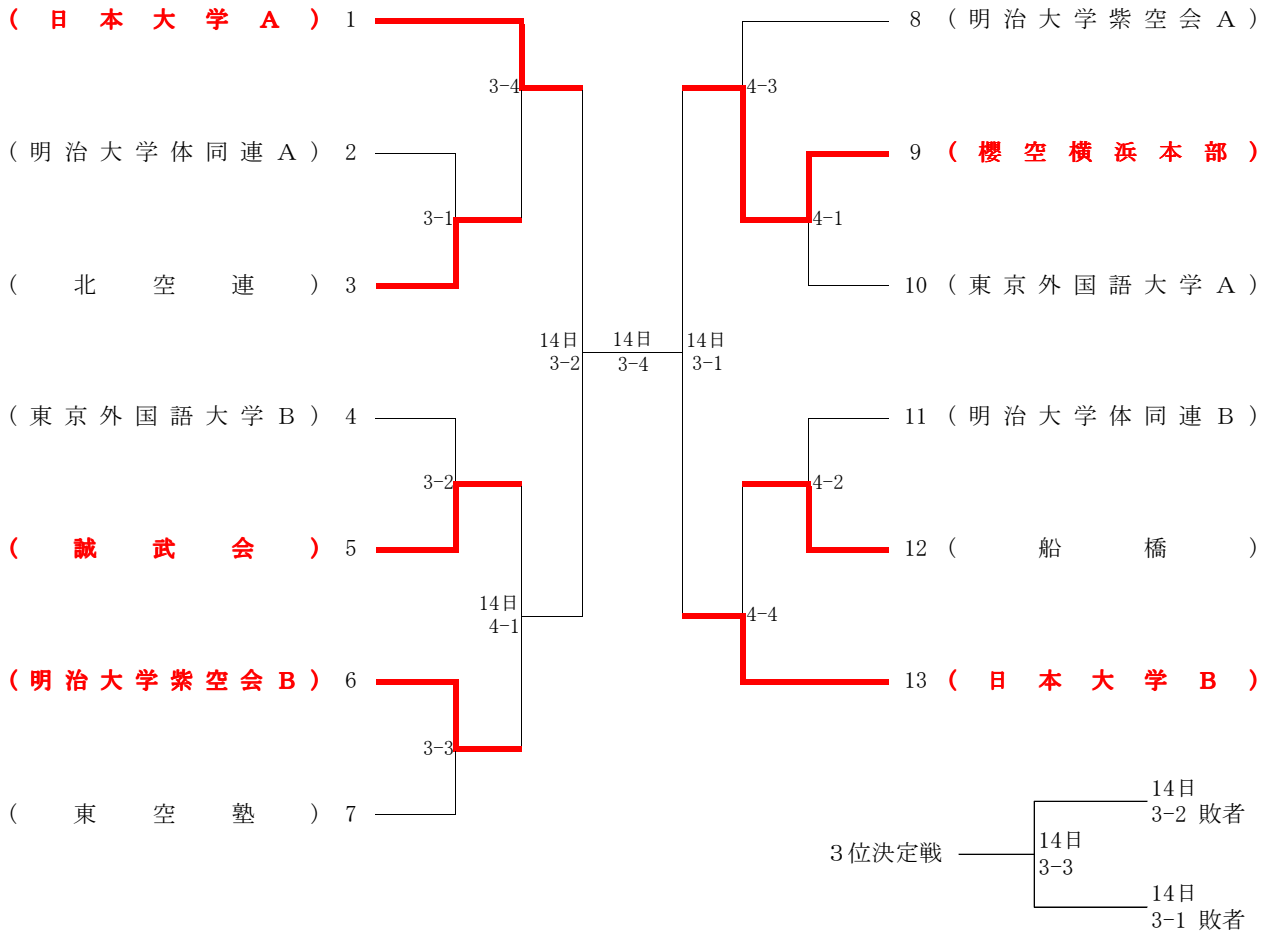 (日本大学A) 1
3-4
(明治大学体同連A) 2
3-1
(北空連) 3
(東京外国語大学B) 4
3-2
(誠武会) 5
14日
4-1
(明治大学紫空会B) 6
3-3
(東空塾) 7
14日
3-2
14日
3-4
14日
3-1
8 (明治大学紫空会A)
4-3
9 (櫻空横浜本部)
4-1
10 (東京外国語大学A)
11 (明治大学体同連B)
4-2
12 (船橋)
4-4
13 (日本大学B)
14日
3-2 敗者
3位決定戦
14日
3-3
14日
3-1 敗者